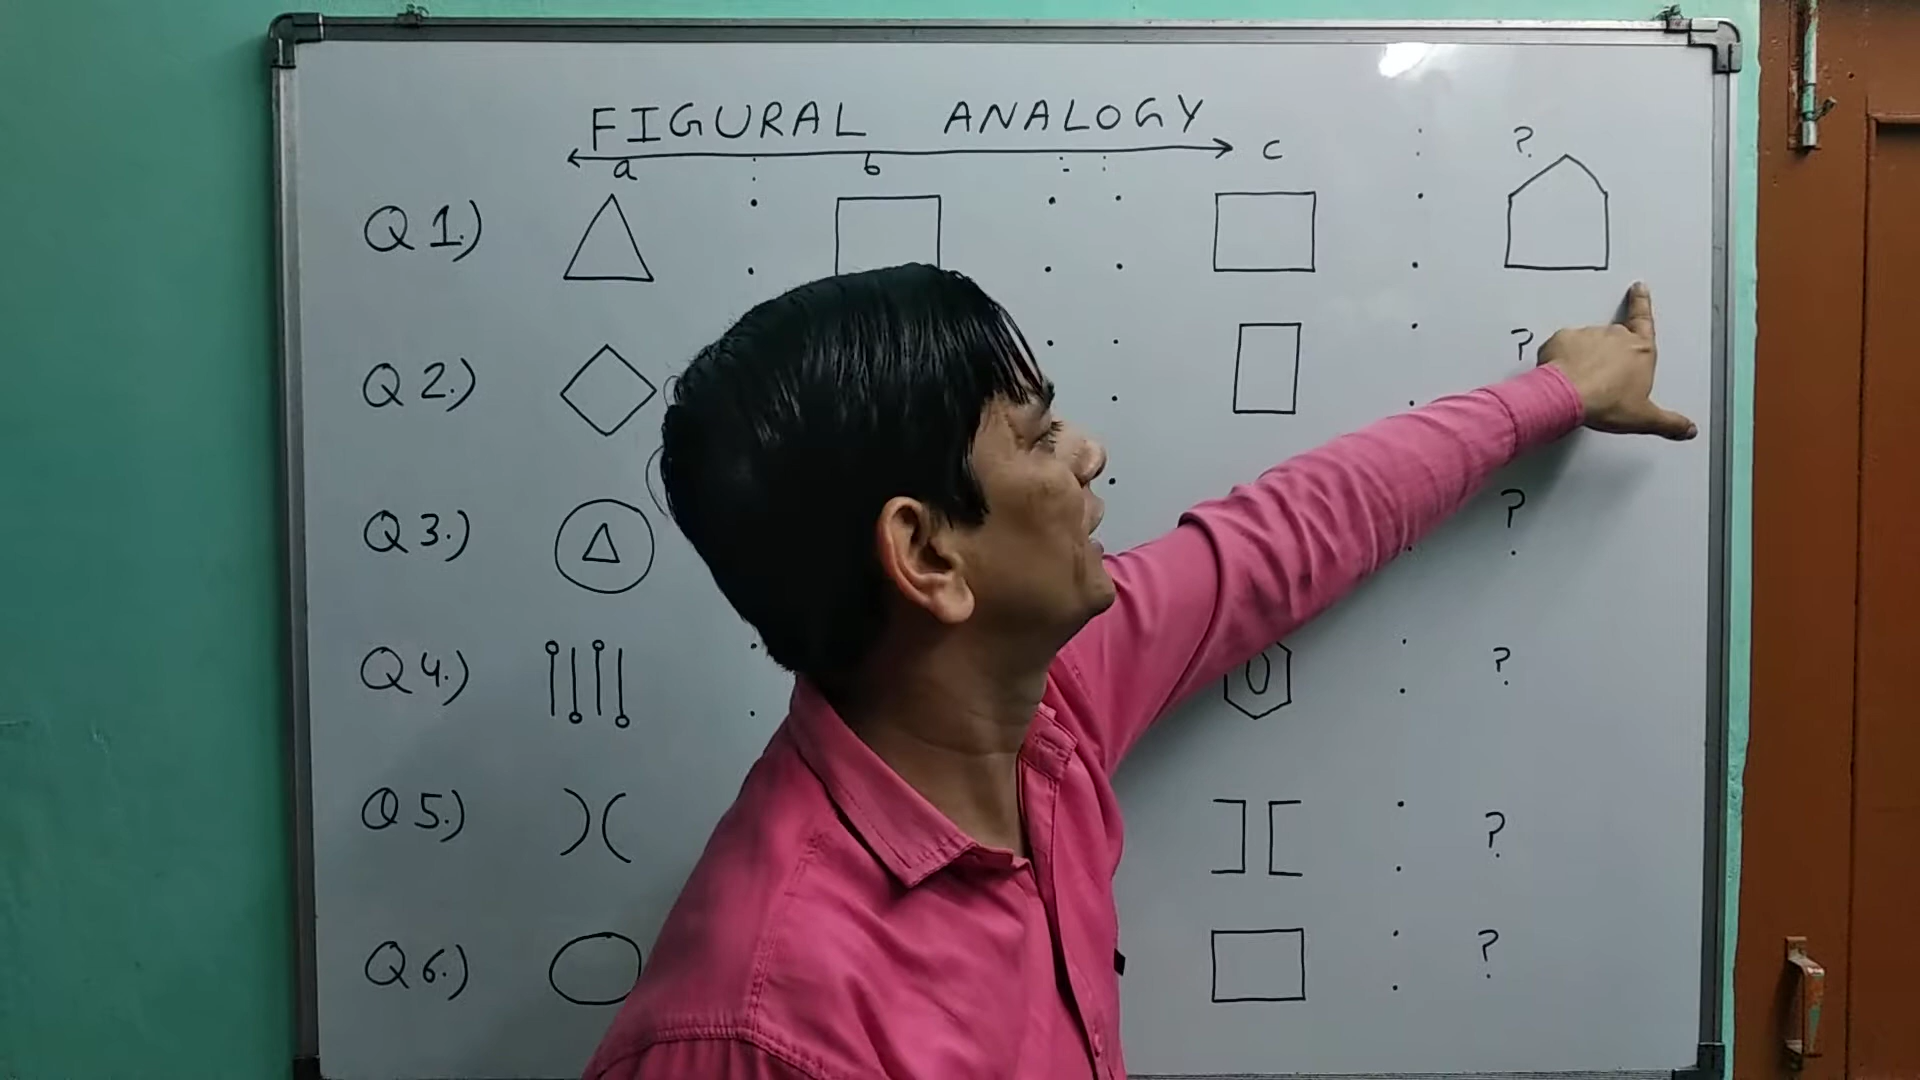 FIGURAL ANALOGY
a : b :: c : ?
Q 1.) : :: :
Q 2.) :: : ?
Q 3.) : ?
Q 4.) : : ?
Q 5.) )( ][ : ?
Q 6.) : ?